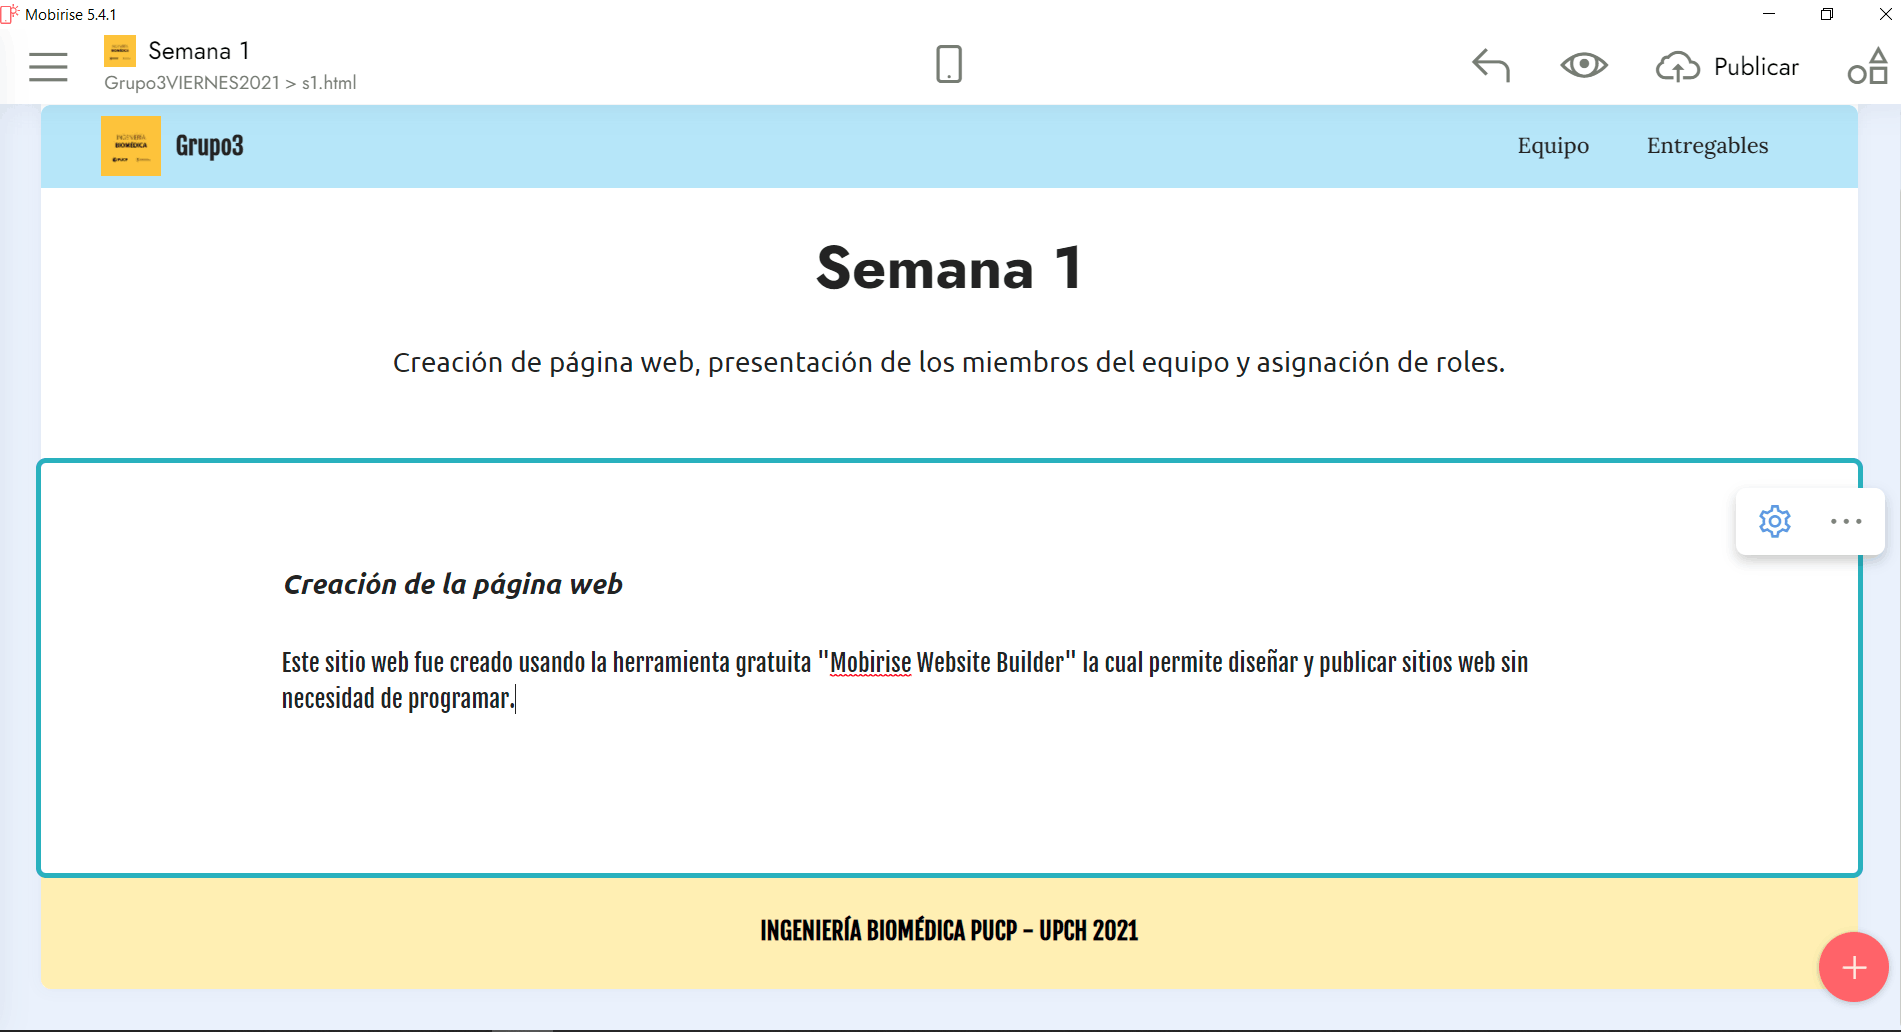 Mobirise 5.4.1
Semana 1
Grupo3VIERNES2021 > s1.html
Publicar
INGENIERÍA
BIOMÉDICA
PUCP
Grupo3
Equipo
Entregables
Semana 1
Creación de página web, presentación de los miembros del equipo y asignación de roles.
Creación de la página web
Este sitio web fue creado usando la herramienta gratuita "Mobirise Website Builder" la cual permite diseñar y publicar sitios web sin
necesidad de programar.
INGENIERÍA BIOMÉDICA PUCP - UPCH 2021